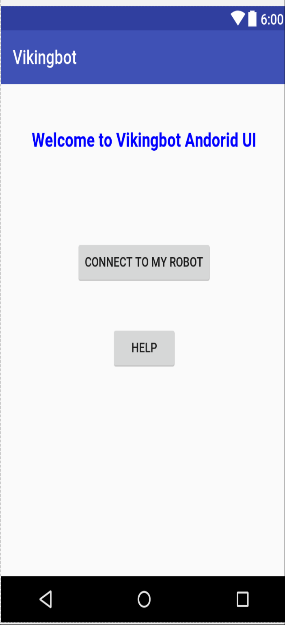 6:00
Vikingbot
Welcome to Vikingbot Andorid UI
CONNECT TO MY ROBOT
HELP